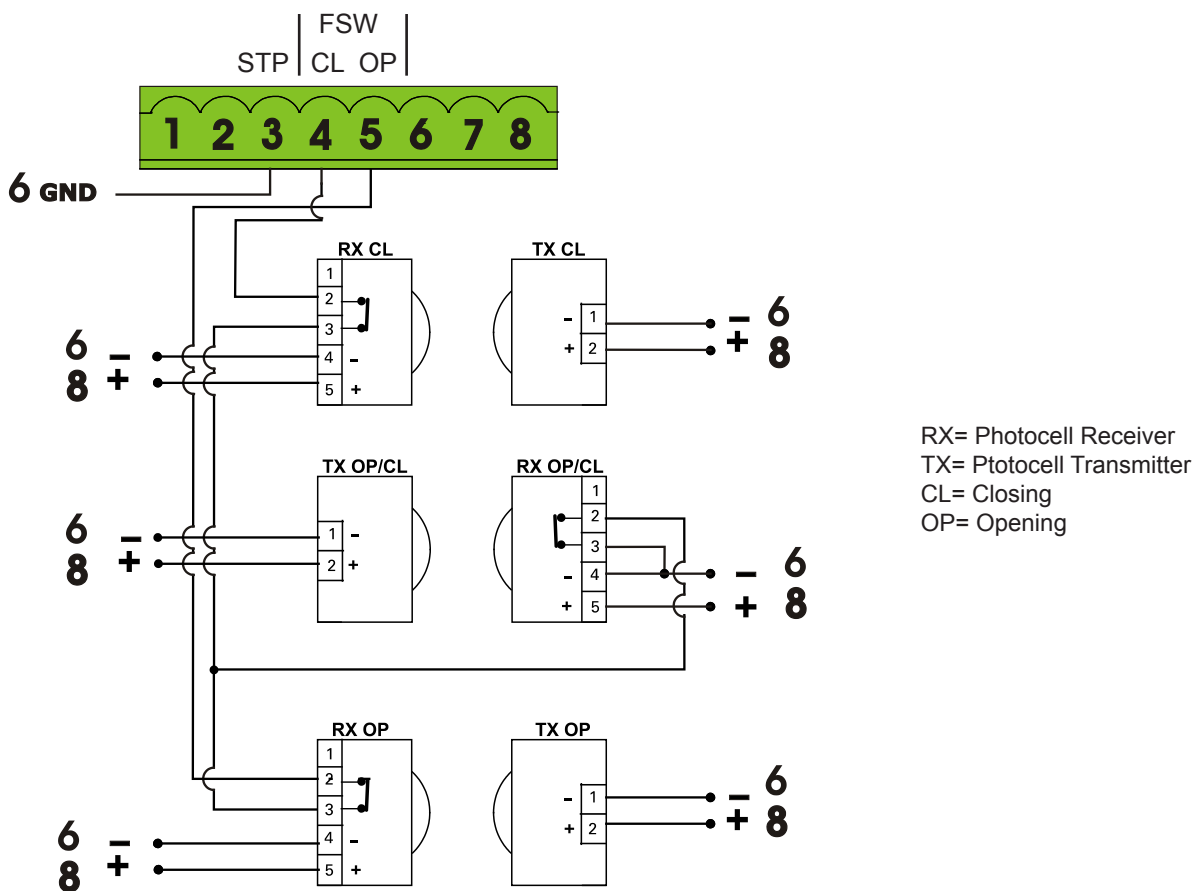 FSW
STP CL OP
1 2 3 4 5 6 7 8
6 GND
RX CL
1
2
3
4 -
5 +
6 −
8 +
TX CL
- 1
+ 2
− 6
+ 8
TX OP/CL
1 -
2 +
6 −
8 +
RX OP/CL
1
2
3
- 4
+ 5
− 6
+ 8
RX= Photocell Receiver
TX= Ptotocell Transmitter
CL= Closing
OP= Opening
RX OP
1
2
3
4 -
5 +
6 −
8 +
TX OP
- 1
+ 2
− 6
+ 8